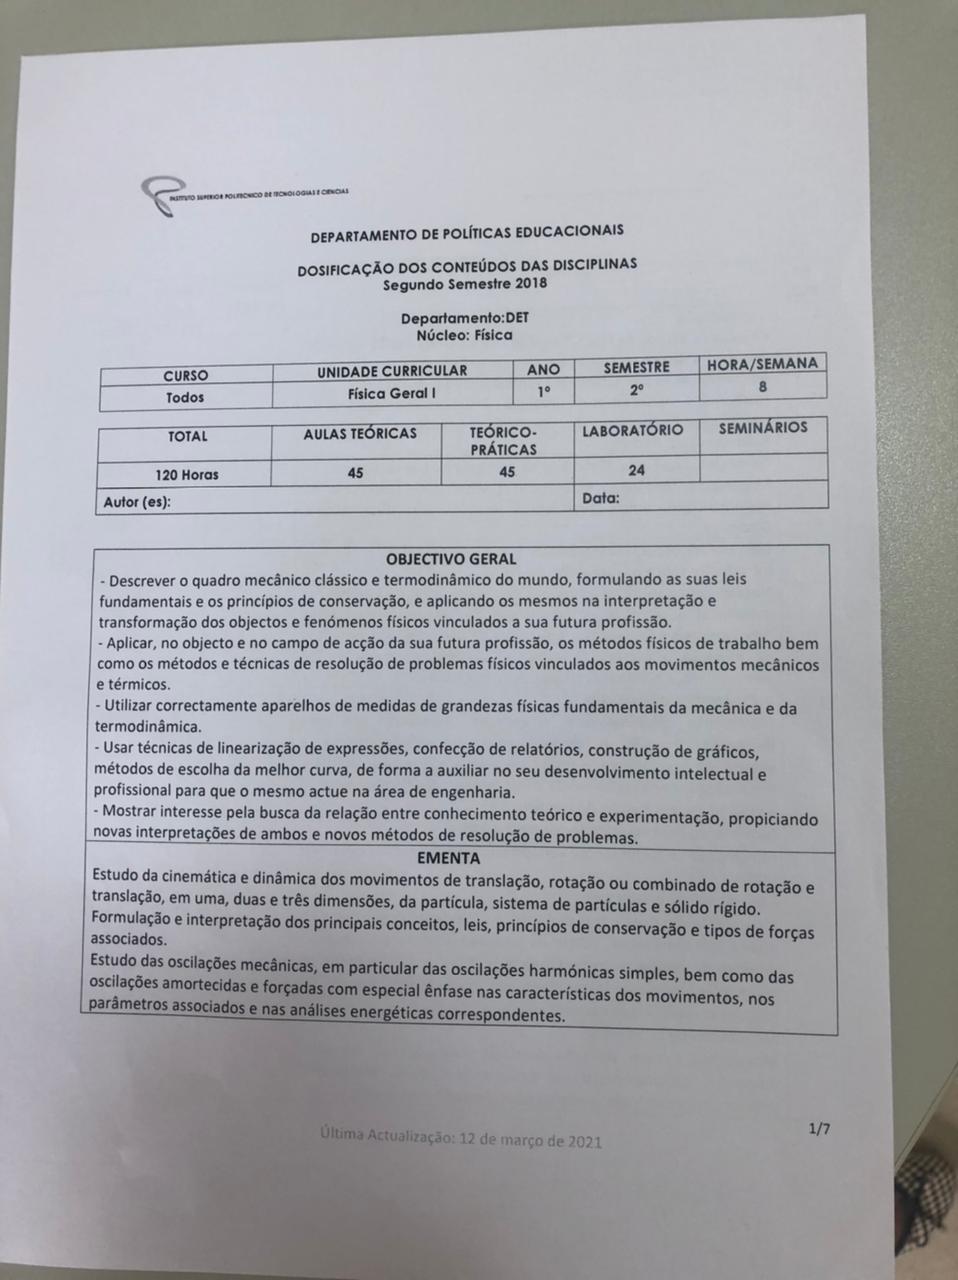 INSTITUTO SUPERIOR POLITÉCNICO DE TECNOLOGIAS E CIÊNCIAS
DEPARTAMENTO DE POLÍTICAS EDUCACIONAIS
DOSIFICAÇÃO DOS CONTEÚDOS DAS DISCIPLINAS
Segundo Semestre 2018
Departamento:DET
Núcleo: Física
CURSO UNIDADE CURRICULAR ANO SEMESTRE HORA/SEMANA
Todos Física Geral I 1º 2º 8
TOTAL AULAS TEÓRICAS TEÓRICO- LABORATÓRIO SEMINÁRIOS
PRÁTICAS
120 Horas 45 45 24
Autor (es): Data:
OBJECTIVO GERAL
- Descrever o quadro mecânico clássico e termodinâmico do mundo, formulando as suas leis
fundamentais e os princípios de conservação, e aplicando os mesmos na interpretação e
transformação dos objectos e fenómenos físicos vinculados a sua futura profissão.
- Aplicar, no objecto e no campo de acção da sua futura profissão, os métodos físicos de trabalho bem
como os métodos e técnicas de resolução de problemas físicos vinculados aos movimentos mecânicos
e térmicos.
- Utilizar correctamente aparelhos de medidas de grandezas físicas fundamentais da mecânica e da
termodinâmica.
- Usar técnicas de linearização de expressões, confecção de relatórios, construção de gráficos,
métodos de escolha da melhor curva, de forma a auxiliar no seu desenvolvimento intelectual e
profissional para que o mesmo actue na área de engenharia.
- Mostrar interesse pela busca da relação entre conhecimento teórico e experimentação, propiciando
novas interpretações de ambos e novos métodos de resolução de problemas.
EMENTA
Estudo da cinemática e dinâmica dos movimentos de translação, rotação ou combinado de rotação e
translação, em uma, duas e três dimensões, da partícula, sistema de partículas e sólido rígido.
Formulação e interpretação dos principais conceitos, leis, princípios de conservação e tipos de forças
associados.
Estudo das oscilações mecânicas, em particular das oscilações harmónicas simples, bem como das
oscilações amortecidas e forçadas com especial ênfase nas características dos movimentos, nos
parâmetros associados e nas análises energéticas correspondentes.
Última Actualização: 12 de março de 2021
1/7